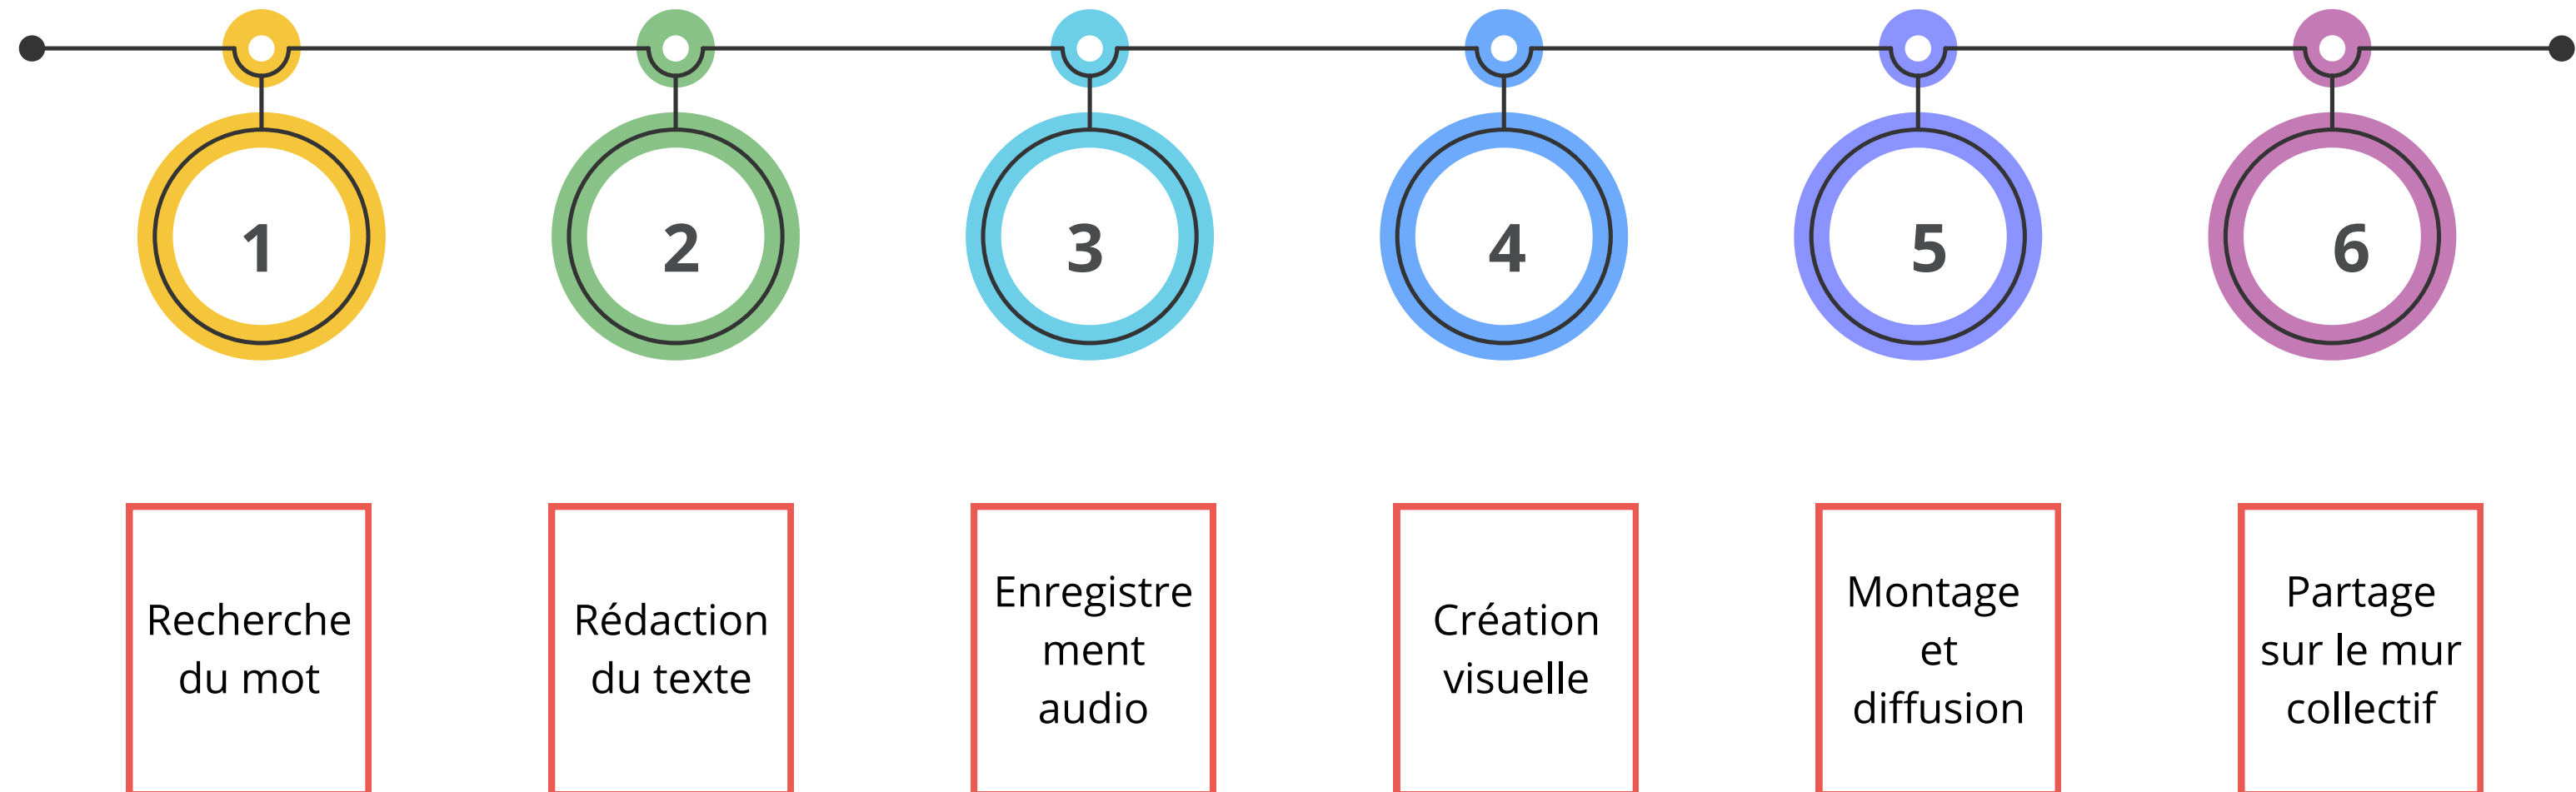 1
2
3
4
5
6
Recherche
du mot
Rédaction
du texte
Enregistre
ment
audio
Création
visuelle
Montage
et
diffusion
Partage
sur le mur
collectif